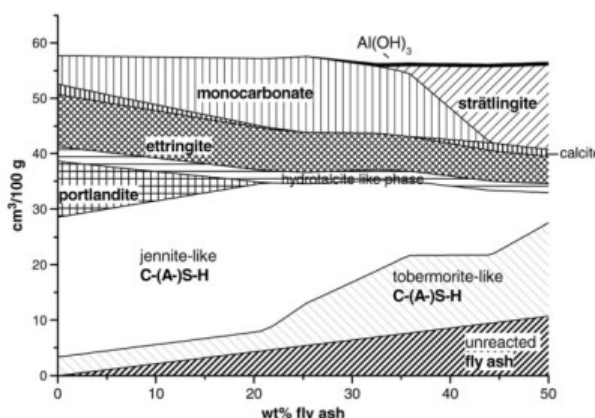 60
50
40
30
20
10
0
cm³/100 g
Al(OH)₃
monocarbonate
strätlingite
ettringite
calcite
hydrotalcite like phase
portlandite
jennite-like
C-(A-)S-H
tobermorite-like
C-(A-)S-H
unreacted
fly ash
0
10
20
30
40
50
wt% fly ash